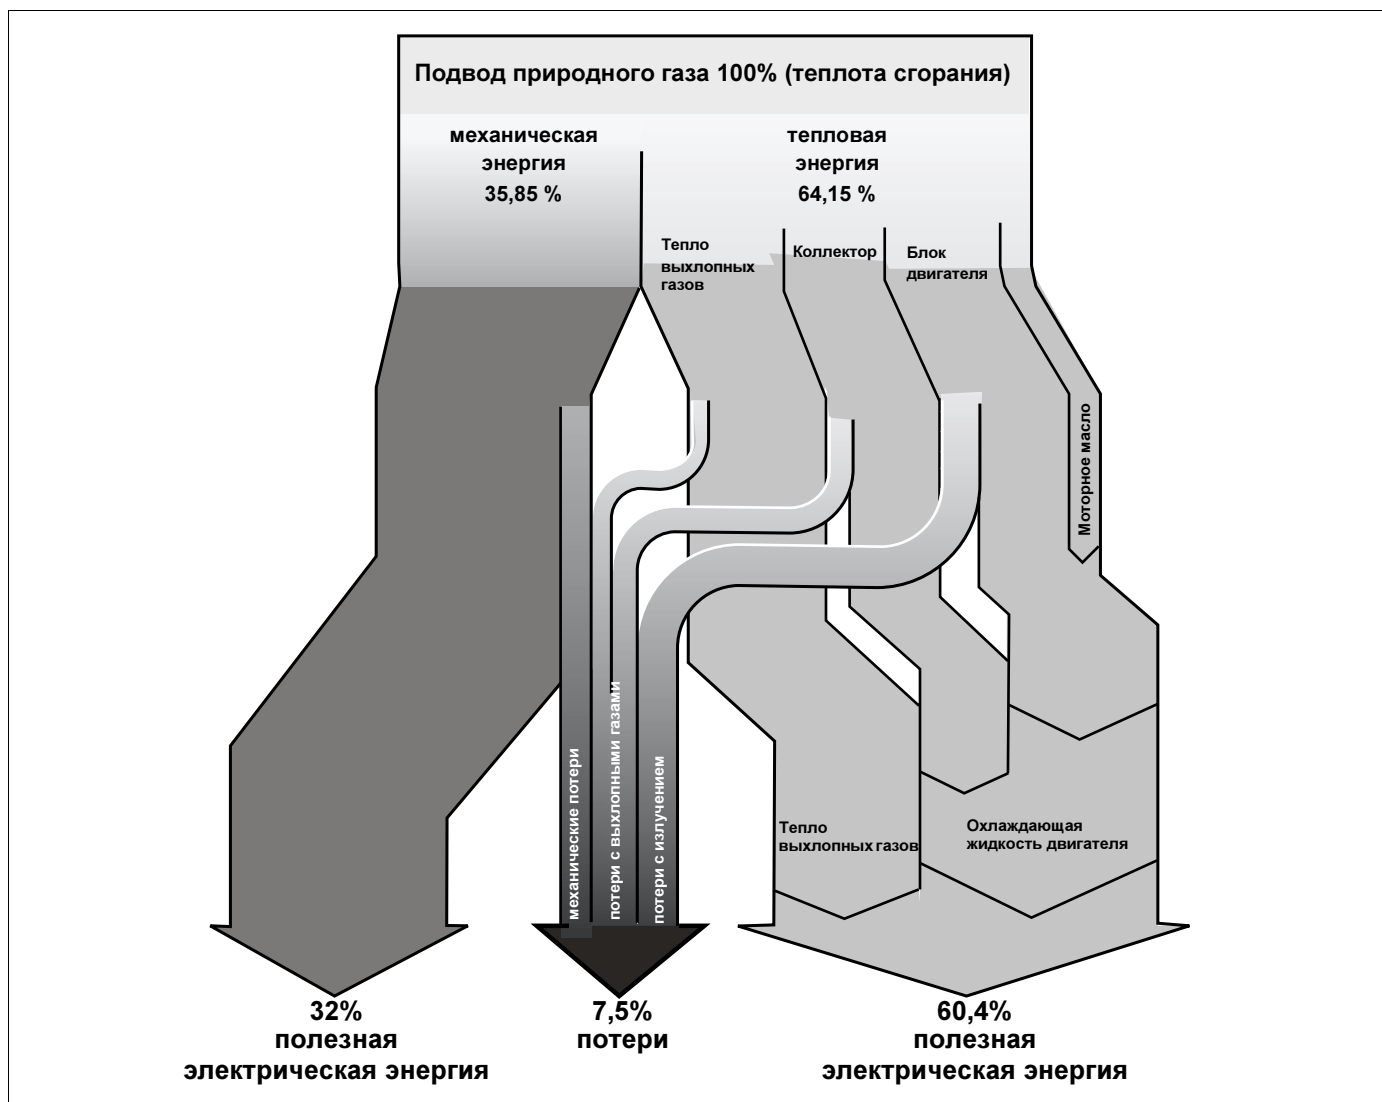 Подвод природного газа 100% (теплота сгорания)
механическая
энергия
35,85 %
тепловая
энергия
64,15 %
Тепло
выхлопных
газов
Коллектор
Блок
двигателя
Моторное масло
механические потери
потери с выхлопными газами
потери с излучением
Тепло
выхлопных газов
Охлаждающая
жидкость двигателя
32%
полезная
электрическая энергия
7,5%
потери
60,4%
полезная
электрическая энергия